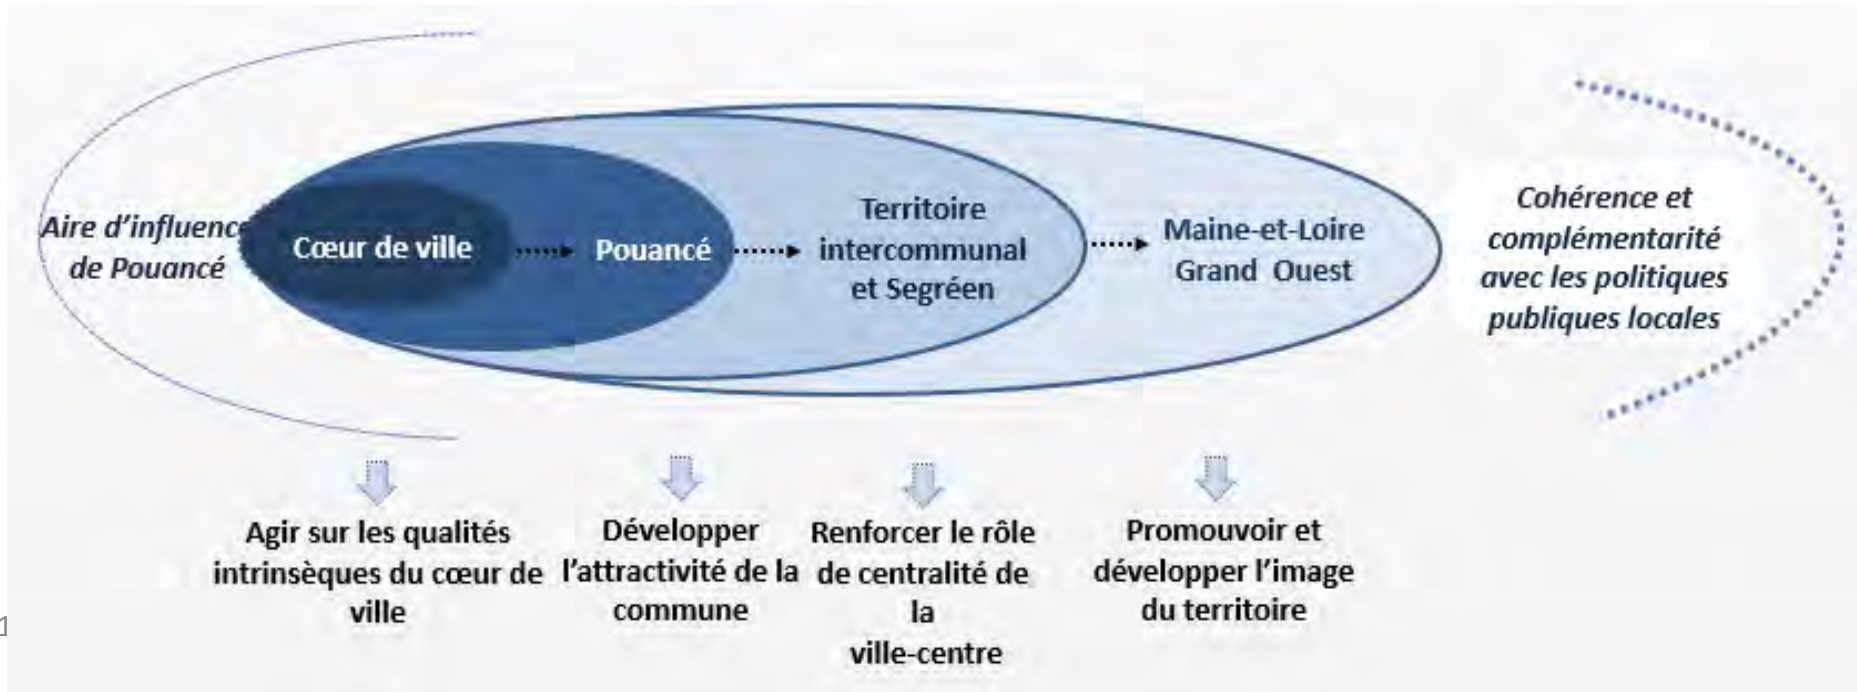 Aire d’influence
de Pouancé
Cœur de ville
Pouancé
Territoire
intercommunal
et Segréen
Maine-et-Loire
Grand Ouest
Cohérence et
complémentarité
avec les politiques
publiques locales
Agir sur les qualités
intrinsèques du cœur de
ville
Développer
l’attractivité de la
commune
Renforcer le rôle
de centralité de
la
ville-centre
Promouvoir et
développer l’image
du territoire
1